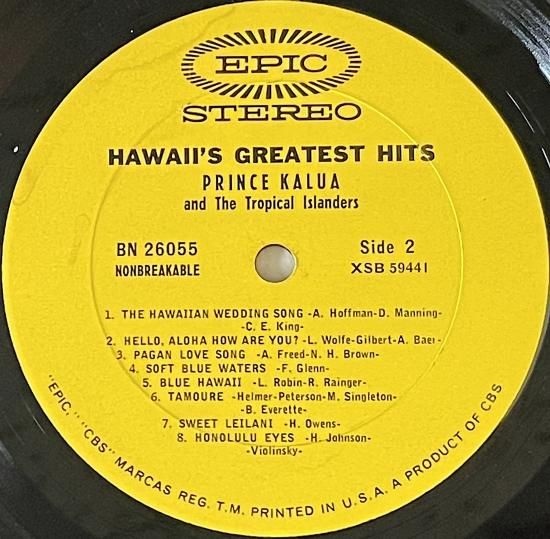 EPIC
STEREO
HAWAII'S GREATEST HITS
PRINCE KALUA
and The Tropical Islanders
BN 26055 Side 2
NONBREAKABLE XSB 59441
1. THE HAWAIIAN WEDDING SONG -A. Hoffman-D. Manning-
-C. E. King-
2. HELLO, ALOHA HOW ARE YOU? -L. Wolfe-Gilbert-A. Baer-
3. PAGAN LOVE SONG -A. Freed-N. H. Brown-
4. SOFT BLUE WATERS -F. Glenn-
5. BLUE HAWAII -L. Robin-R. Rainger-
6. TAMOURE -Helmer-Peterson-M. Singleton-
-B. Everette-
7. SWEET LEILANI -H. Owens-
8. HONOLULU EYES -H. Johnson-
-Violinsky-
"EPIC," "CBS" MARCAS REG. T.M. PRINTED IN U.S.A. A PRODUCT OF CBS